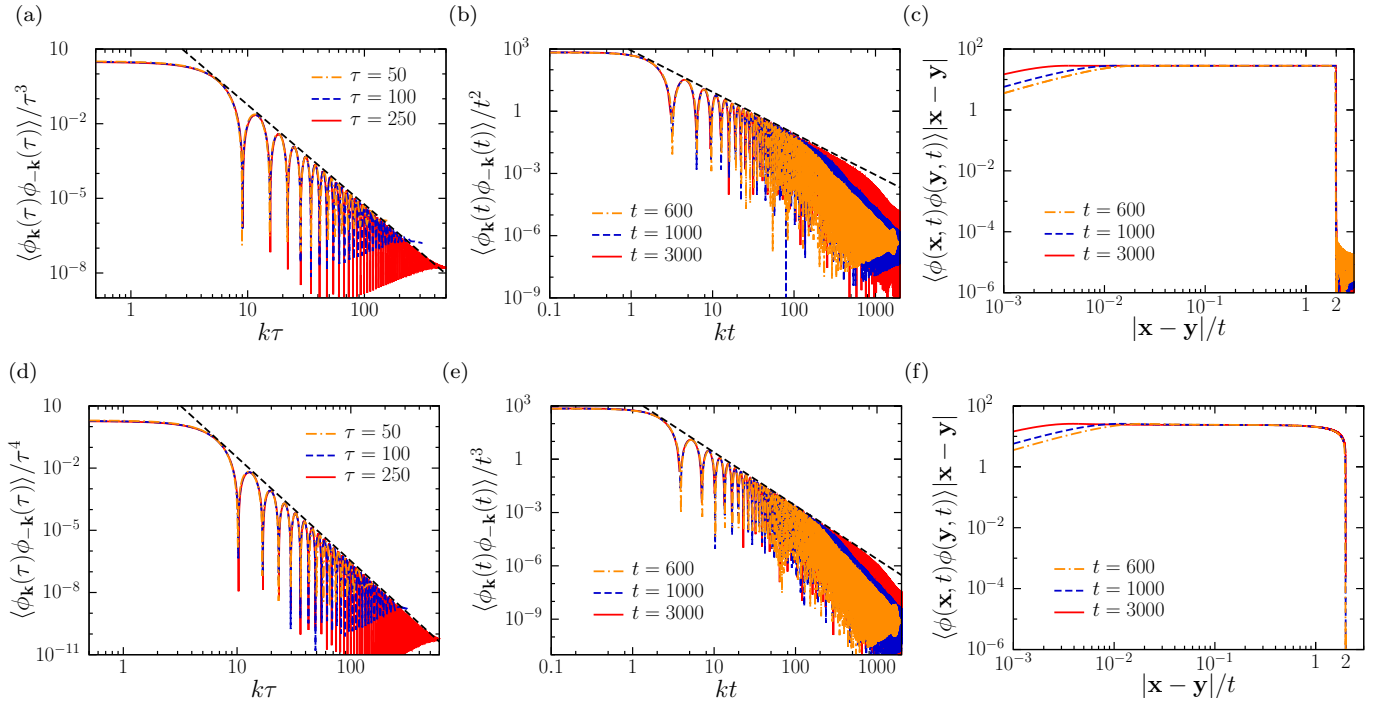 (a)
⟨ϕ_k(τ)ϕ_{−k}(τ)⟩/τ^3
10
10^{−2}
10^{−5}
10^{−8}
τ = 50
τ = 100
τ = 250
1 10 100
kτ
(b)
⟨ϕ_k(t)ϕ_{−k}(t)⟩/t^2
10^3
1
10^{−3}
10^{−6}
10^{−9}
t = 600
t = 1000
t = 3000
0.1 1 10 100 1000
kt
(c)
⟨ϕ(x, t)ϕ(y, t)⟩|x − y|
10^2
1
10^{−2}
10^{−4}
10^{−6}
t = 600
t = 1000
t = 3000
10^{−3} 10^{−2} 10^{−1} 1 2
|x − y|/t
(d)
⟨ϕ_k(τ)ϕ_{−k}(τ)⟩/τ^4
10
10^{−2}
10^{−5}
10^{−8}
10^{−11}
τ = 50
τ = 100
τ = 250
1 10 100
kτ
(e)
⟨ϕ_k(t)ϕ_{−k}(t)⟩/t^3
10^3
1
10^{−3}
10^{−6}
10^{−9}
t = 600
t = 1000
t = 3000
0.1 1 10 100 1000
kt
(f)
⟨ϕ(x, t)ϕ(y, t)⟩|x − y|
10^2
1
10^{−2}
10^{−4}
10^{−6}
t = 600
t = 1000
t = 3000
10^{−3} 10^{−2} 10^{−1} 1 2
|x − y|/t